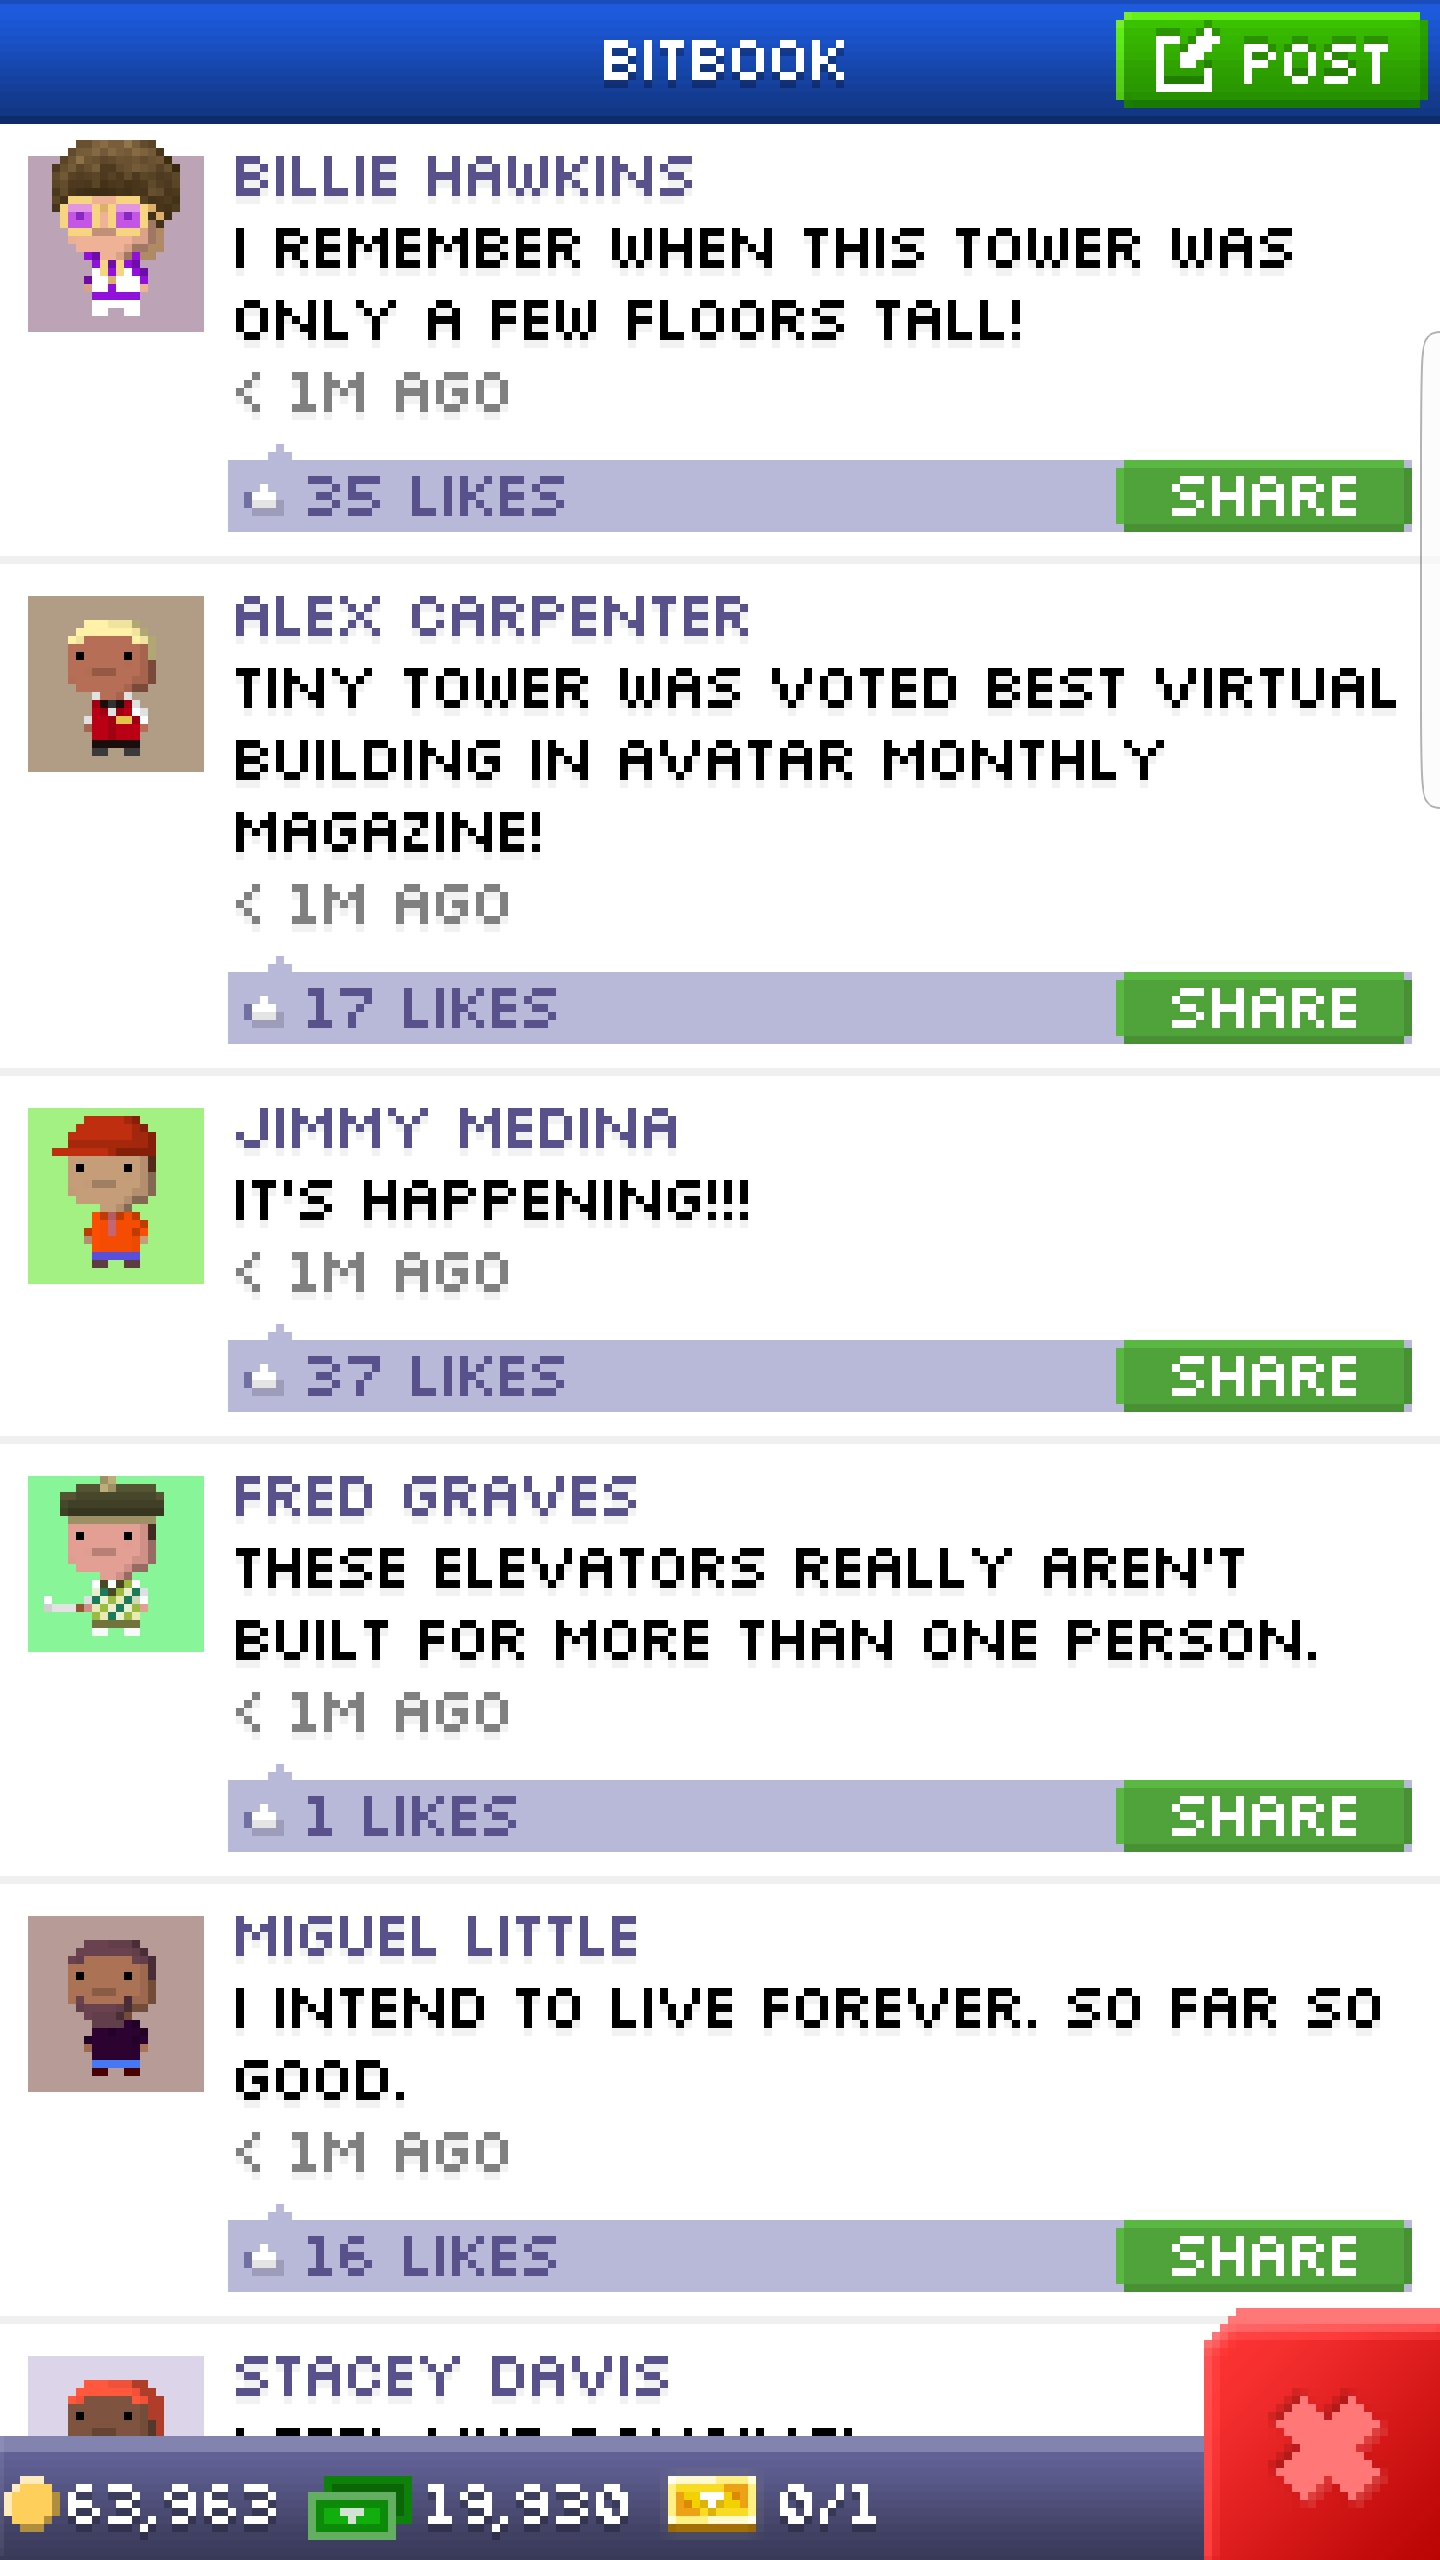 BITBOOK
POST
BILLIE HAWKINS
I REMEMBER WHEN THIS TOWER WAS
ONLY A FEW FLOORS TALL!
< 1M AGO
35 LIKES
SHARE
ALEX CARPENTER
TINY TOWER WAS VOTED BEST VIRTUAL
BUILDING IN AVATAR MONTHLY
MAGAZINE!
< 1M AGO
17 LIKES
SHARE
JIMMY MEDINA
IT'S HAPPENING!!!
< 1M AGO
37 LIKES
SHARE
FRED GRAVES
THESE ELEVATORS REALLY AREN'T
BUILT FOR MORE THAN ONE PERSON.
< 1M AGO
1 LIKES
SHARE
MIGUEL LITTLE
I INTEND TO LIVE FOREVER. SO FAR SO
GOOD.
< 1M AGO
16 LIKES
SHARE
STACEY DAVIS
63,963
19,930
0/1